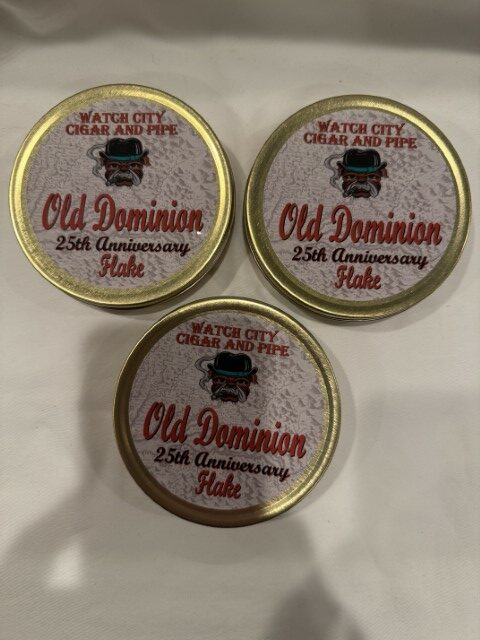 WATCH CITY
CIGAR AND PIPE
Old Dominion
25th Anniversary
Flake
WATCH CITY
CIGAR AND PIPE
Old Dominion
25th Anniversary
Flake
WATCH CITY
CIGAR AND PIPE
Old Dominion
25th Anniversary
Flake